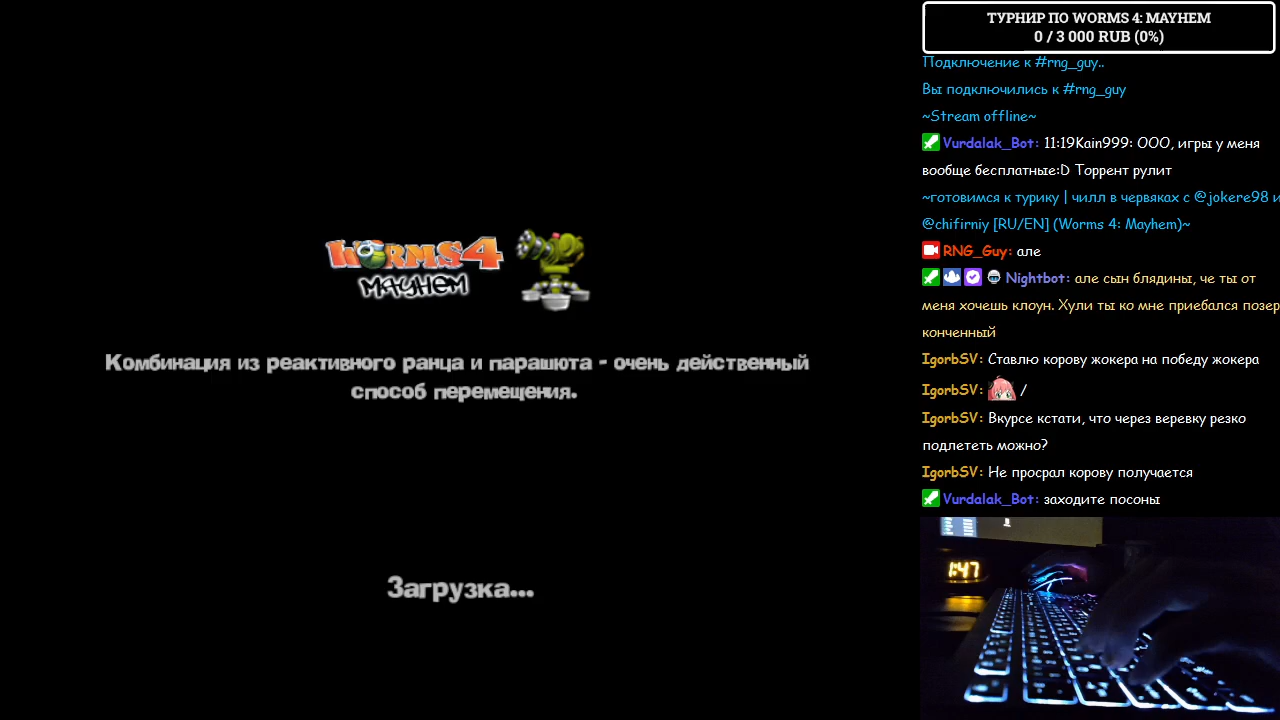 WORMS 4
MAYHEM
Комбинация из реактивного ранца и парашюта - очень действенный
способ перемещения.
Загрузка...
ТУРНИР ПО WORMS 4: MAYHEM
0 / 3 000 RUB (0%)
Подключение к #rng_guy..
Вы подключились к #rng_guy
~Stream offline~
Vurdalak_Bot: 11:19Kain999: ООО, игры у меня
вообще бесплатные:D Торрент рулит
~готовимся к турику | чилл в червяках с @jokere98 и
@chifirniy [RU/EN] (Worms 4: Mayhem)~
RNG_Guy: але
Nightbot: але сын блядины, че ты от
меня хочешь клоун. Хули ты ко мне приебался позер
конченный
IgorbSV: Ставлю корову жокера на победу жокера
IgorbSV: /
IgorbSV: Вкурсе кстати, что через веревку резко
подлететь можно?
IgorbSV: Не просрал корову получается
Vurdalak_Bot: заходите посоны
1:47